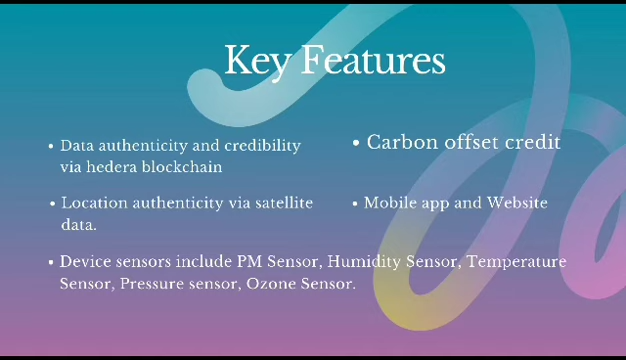 Key Features
• Data authenticity and credibility
via hedera blockchain
• Carbon offset credit
• Location authenticity via satellite
data.
• Mobile app and Website
• Device sensors include PM Sensor, Humidity Sensor, Temperature
Sensor, Pressure sensor, Ozone Sensor.